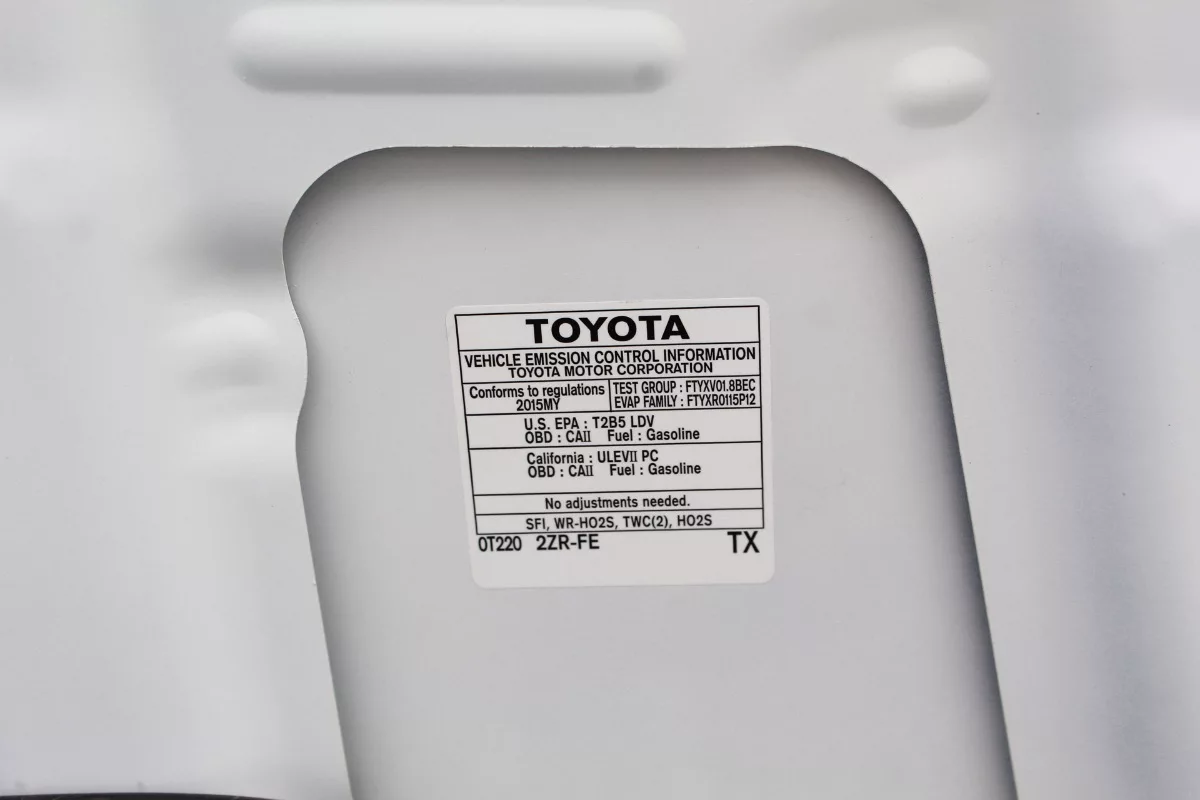 TOYOTA
VEHICLE EMISSION CONTROL INFORMATION
TOYOTA MOTOR CORPORATION
Conforms to regulations
2015MY
TEST GROUP : FTYXV01.8BEC
EVAP FAMILY : FTYXR0115P12
U.S. EPA : T2B5 LDV
OBD : CAII Fuel : Gasoline
California : ULEVII PC
OBD : CAII Fuel : Gasoline
No adjustments needed.
SFI, WR-HO2S, TWC(2), HO2S
0T220 2ZR-FE TX